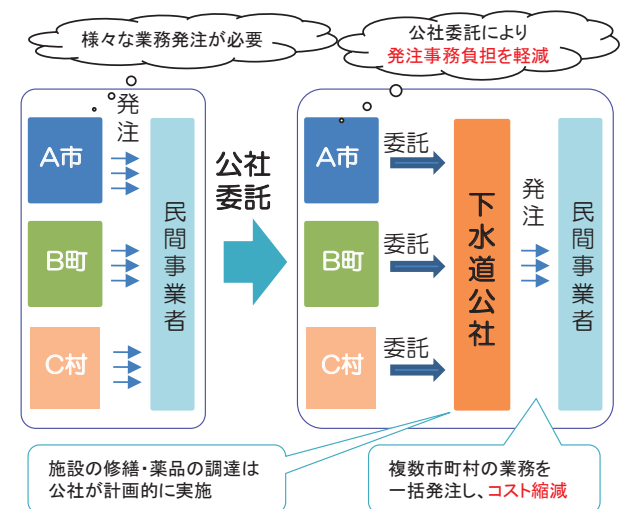 様々な業務発注が必要
公社委託により
発注事務負担を軽減
発注
A市
B町
C村
民間事業者
公社
委託
A市
委託
B町
委託
C村
委託
下水道公社
発注
民間事業者
施設の修繕・薬品の調達は
公社が計画的に実施
複数市町村の業務を
一括発注し、コスト縮減